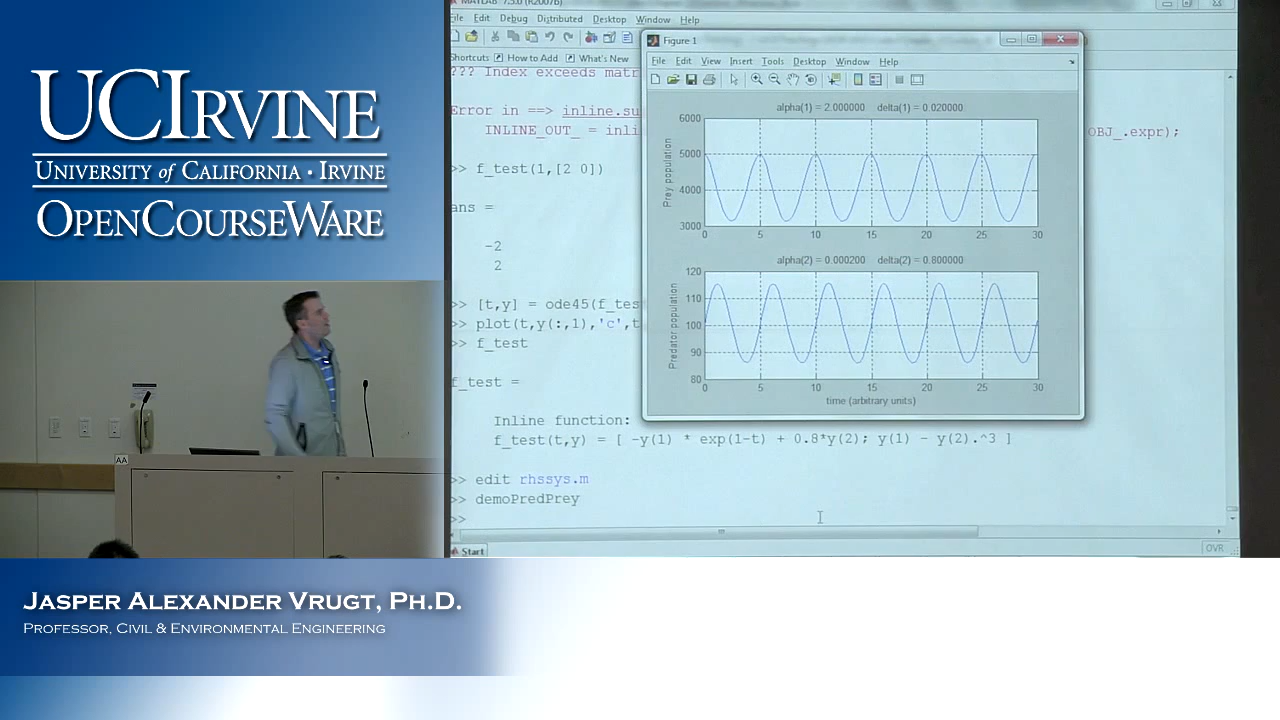 UCIRVINE
UNIVERSITY of CALIFORNIA · IRVINE
OPENCOURSEWARE
AA
JASPER ALEXANDER VRUGT, PH.D.
PROFESSOR, CIVIL & ENVIRONMENTAL ENGINEERING
MATLAB 7.5.0 (R2007b)
File Edit Debug Distributed Desktop Window Help
Shortcuts How to Add What's New
??? Index exceeds matr
Error in ==> inline.su
INLINE_OUT_ = inli
OBJ_.expr);
>> f_test(1,[2 0])
ans =
-2
2
>> [t,y] = ode45(f_tes
>> plot(t,y(:,1),'c',t
>> f_test
f_test =
Inline function:
f_test(t,y) = [ -y(1) * exp(1-t) + 0.8*y(2); y(1) - y(2).^3 ]
>> edit rhssys.m
>> demoPredPrey
>>
Start
OVR
Figure 1
File Edit View Insert Tools Desktop Window Help
alpha(1) = 2.000000 delta(1) = 0.020000
Prey population
6000
5000
4000
3000
0 5 10 15 20 25 30
alpha(2) = 0.000200 delta(2) = 0.800000
Predator population
120
110
100
90
80
0 5 10 15 20 25 30
time (arbitrary units)